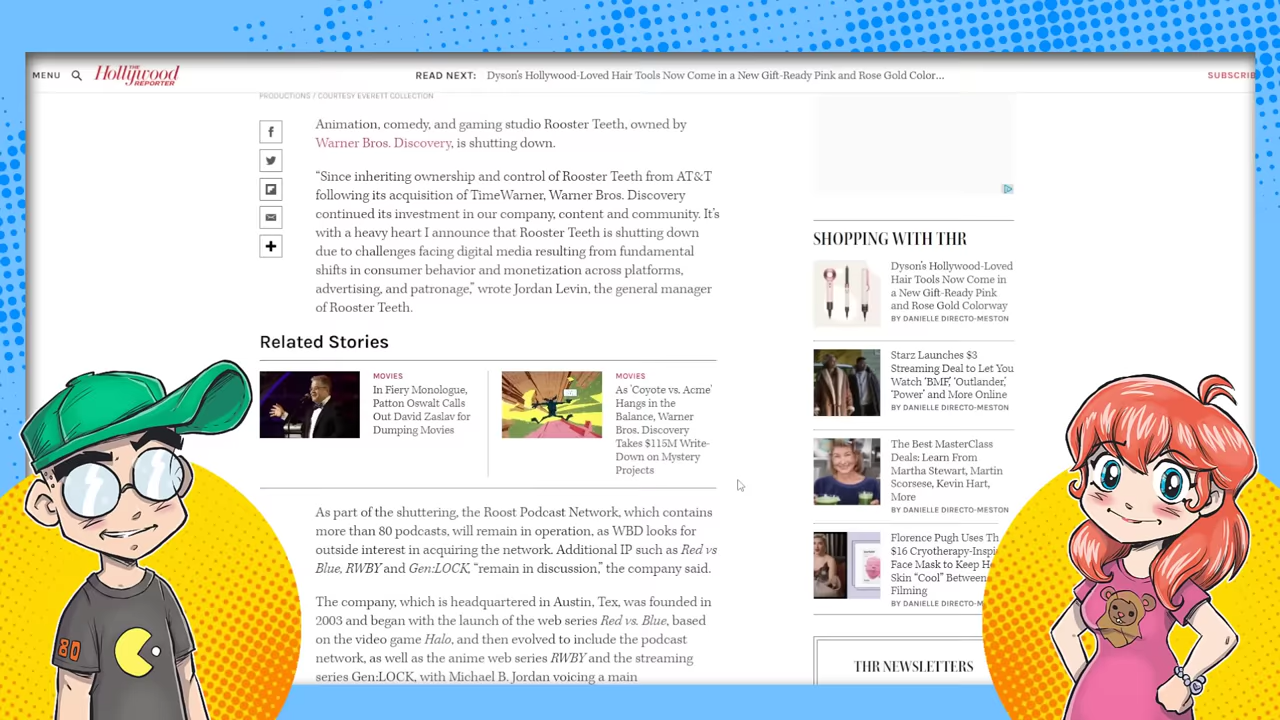 MENU
THE
Hollywood
REPORTER
READ NEXT: Dyson's Hollywood-Loved Hair Tools Now Come in a New Gift-Ready Pink and Rose Gold Color...
SUBSCRIB
PRODUCTIONS / COURTESY EVERETT COLLECTION
Animation, comedy, and gaming studio Rooster Teeth, owned by
Warner Bros. Discovery, is shutting down.
“Since inheriting ownership and control of Rooster Teeth from AT&T
following its acquisition of TimeWarner, Warner Bros. Discovery
continued its investment in our company, content and community. It’s
with a heavy heart I announce that Rooster Teeth is shutting down
due to challenges facing digital media resulting from fundamental
shifts in consumer behavior and monetization across platforms,
advertising, and patronage,” wrote Jordan Levin, the general manager
of Rooster Teeth.
Related Stories
MOVIES
In Fiery Monologue,
Patton Oswalt Calls
Out David Zaslav for
Dumping Movies
MOVIES
As ‘Coyote vs. Acme’
Hangs in the
Balance, Warner
Bros. Discovery
Takes $115M Write-
Down on Mystery
Projects
As part of the shuttering, the Roost Podcast Network, which contains
more than 80 podcasts, will remain in operation, as WBD looks for
outside interest in acquiring the network. Additional IP such as Red vs
Blue, RWBY and Gen:LOCK, “remain in discussion,” the company said.
The company, which is headquartered in Austin, Tex, was founded in
2003 and began with the launch of the web series Red vs. Blue, based
on the video game Halo, and then evolved to include the podcast
network, as well as the anime web series RWBY and the streaming
series Gen:LOCK, with Michael B. Jordan voicing a main
SHOPPING WITH THR
Dyson’s Hollywood-Loved
Hair Tools Now Come in
a New Gift-Ready Pink
and Rose Gold Colorway
BY DANIELLE DIRECTO-MESTON
Starz Launches $3
Streaming Deal to Let You
Watch ‘BMF,’ ‘Outlander,’
‘Power’ and More Online
BY DANIELLE DIRECTO-MESTON
The Best MasterClass
Deals: Learn From
Martha Stewart, Martin
Scorsese, Kevin Hart,
More
BY DANIELLE DIRECTO-MESTON
Florence Pugh Uses Th
$16 Cryotherapy-Inspi
Face Mask to Keep He
Skin “Cool” Between
Filming
BY DANIELLE DIRECTO-M
THR NEWSLETTERS
80